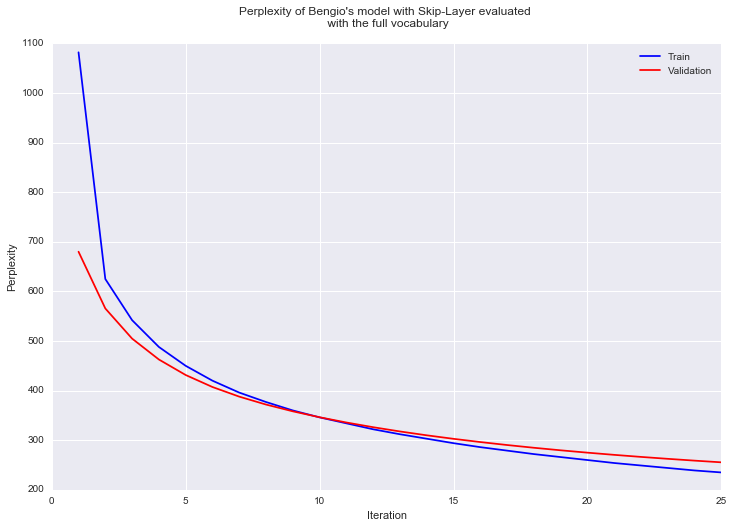 Perplexity of Bengio's model with Skip-Layer evaluated
with the full vocabulary
1100
1000
900
800
700
600
500
400
300
200
Perplexity
Train
Validation
0
5
10
15
20
25
Iteration